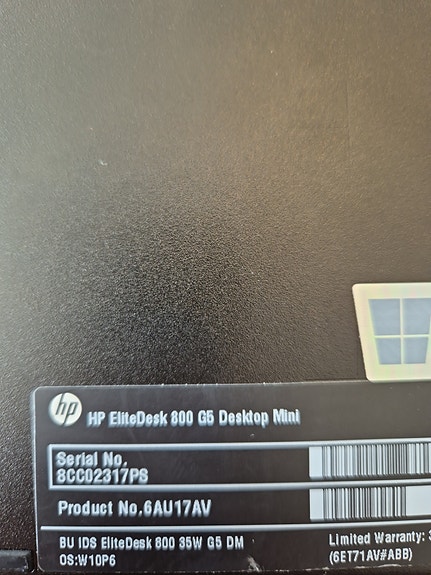 hp
HP EliteDesk 800 G5 Desktop Mini
Serial No.
8CC02317PS
Product No.6AU17AV
BU IDS EliteDesk 800 35W G5 DM
OS:W10P6
Limited Warranty:
(6ET71AV#ABB)